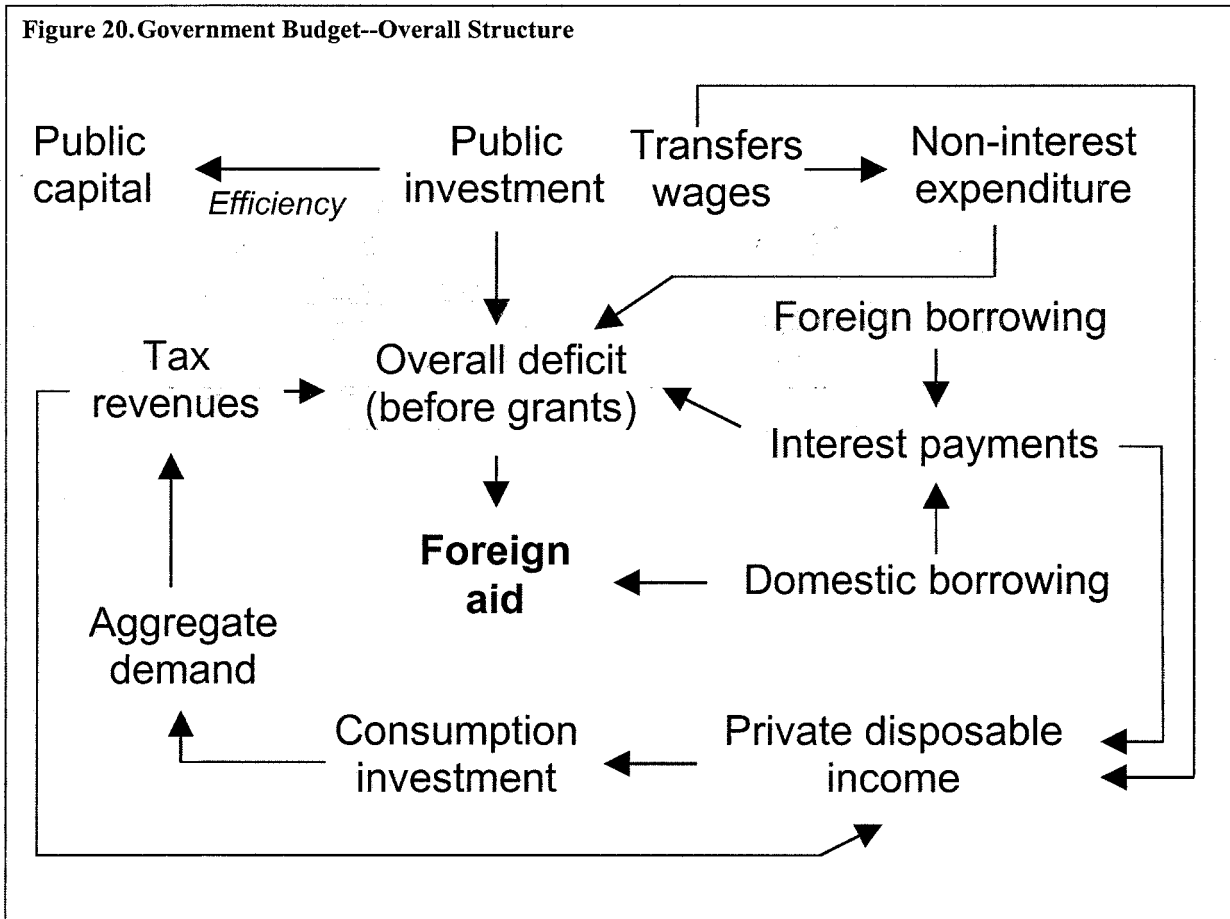 Figure 20.Government Budget--Overall Structure
Public
capital
Efficiency
Public
investment
Transfers
wages
Non-interest
expenditure
Foreign borrowing
Tax
revenues
Overall deficit
(before grants)
Interest payments
Foreign
aid
Domestic borrowing
Aggregate
demand
Consumption
investment
Private disposable
income